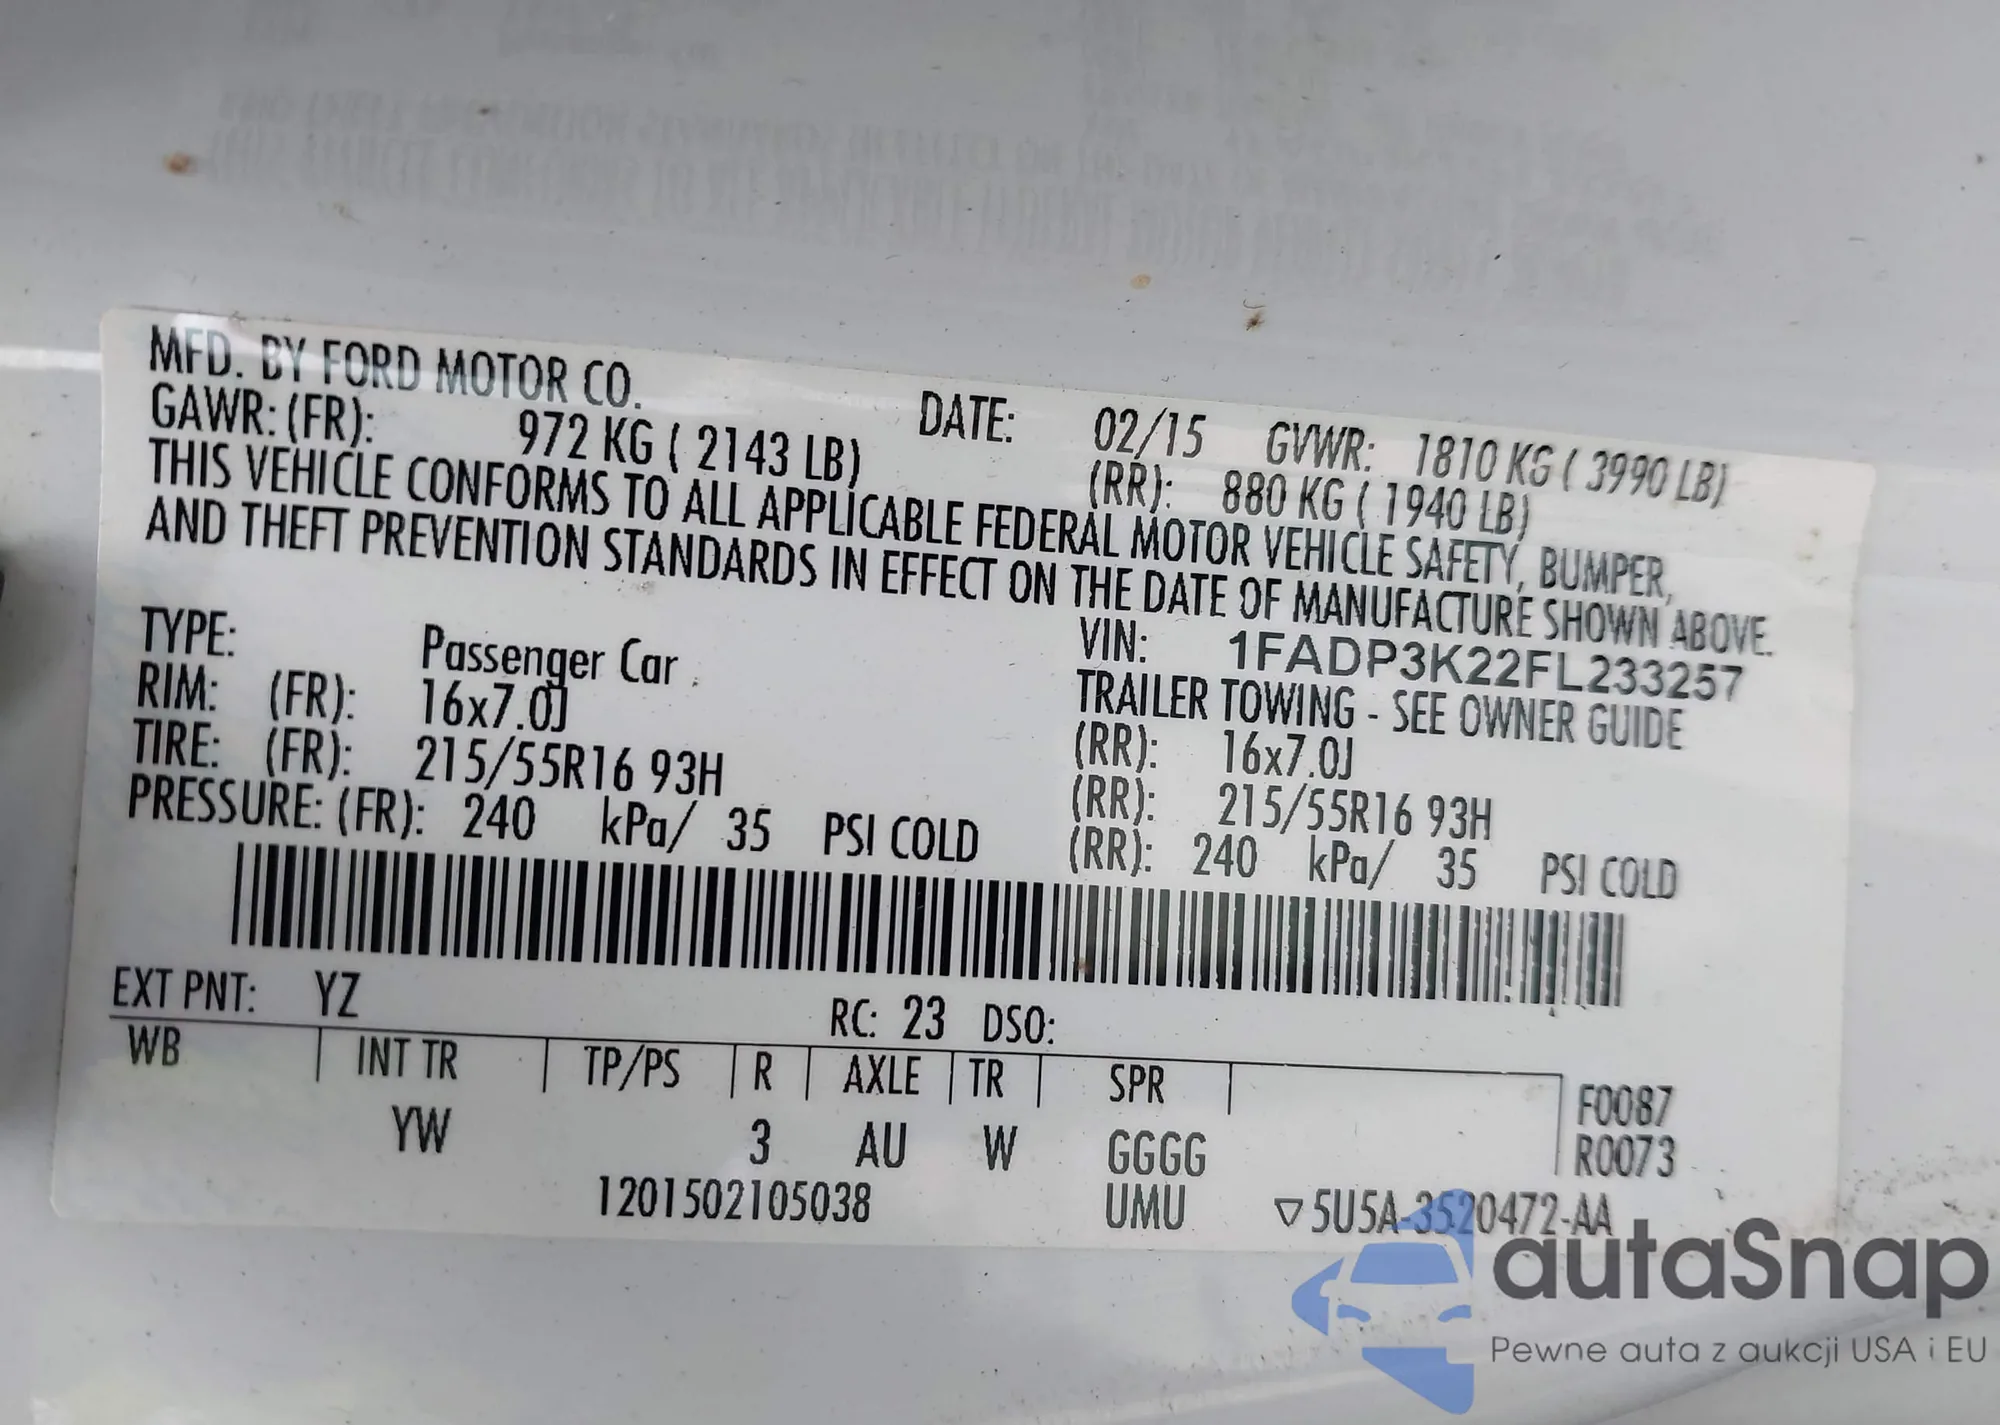 MFD. BY FORD MOTOR CO.
DATE: 02/15 GVWR: 1810 KG ( 3990 LB)
GAWR: (FR): 972 KG ( 2143 LB) (RR): 880 KG ( 1940 LB)
THIS VEHICLE CONFORMS TO ALL APPLICABLE FEDERAL MOTOR VEHICLE SAFETY, BUMPER,
AND THEFT PREVENTION STANDARDS IN EFFECT ON THE DATE OF MANUFACTURE SHOWN ABOVE.
VIN: 1FADP3K22FL233257
TYPE: Passenger Car TRAILER TOWING - SEE OWNER GUIDE
RIM: (FR): 16x7.0J (RR): 16x7.0J
TIRE: (FR): 215/55R16 93H (RR): 215/55R16 93H
PRESSURE: (FR): 240 kPa/ 35 PSI COLD (RR): 240 kPa/ 35 PSI COLD
EXT PNT: YZ RC: 23 DSO:
WB INT TR TP/PS R AXLE TR SPR F0087
YW 3 AU W GGGG R0073
1201502105038 UMU ▽5U5A-3520472-AA
autaSnap
Pewne auta z aukcji USA i EU